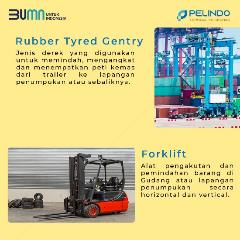 BUMN UNTUK INDONESIA
PELINDO
Rubber Tyred Gentry
Jenis derek yang digunakan
untuk memindah, mengangkat
dan menempatkan peti kemas
dari trailer ke lapangan
penumpukan atau sebaliknya.
Forklift
Alat pengakutan dan
pemindahan barang di
Gudang atau lapangan
penumpukan secara
horizontal dan vertical.